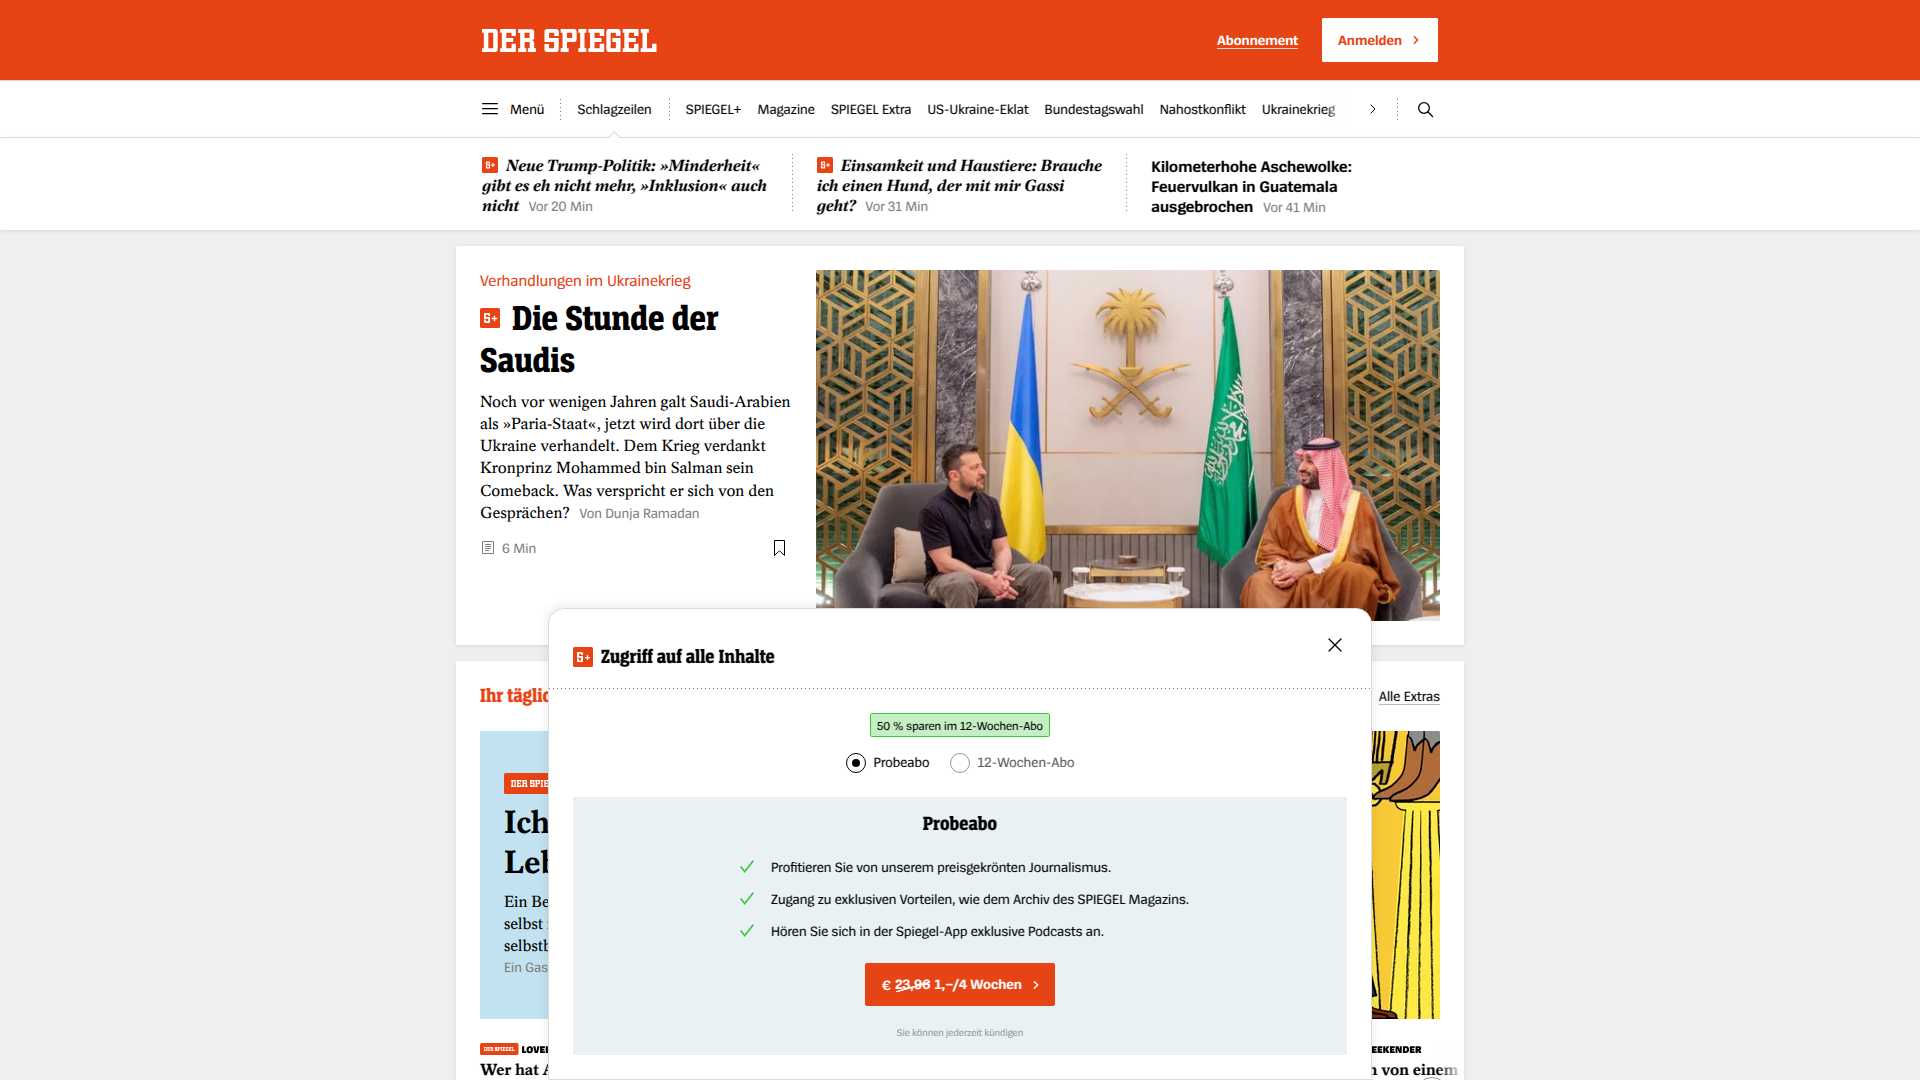 DER SPIEGEL
Abonnement
Anmelden
Menü
Schlagzeilen
SPIEGEL+
Magazine
SPIEGEL Extra
US-Ukraine-Eklat
Bundestagswahl
Nahostkonflikt
Ukrainekrieg
Neue Trump-Politik: »Minderheit«
gibt es eh nicht mehr, »Inklusion« auch
nicht Vor 20 Min
Einsamkeit und Haustiere: Brauche
ich einen Hund, der mit mir Gassi
geht? Vor 31 Min
Kilometerhohe Aschewolke:
Feuervulkan in Guatemala
ausgebrochen Vor 41 Min
Verhandlungen im Ukrainekrieg
Die Stunde der
Saudis
Noch vor wenigen Jahren galt Saudi-Arabien
als »Paria-Staat«, jetzt wird dort über die
Ukraine verhandelt. Dem Krieg verdankt
Kronprinz Mohammed bin Salman sein
Comeback. Was verspricht er sich von den
Gesprächen? Von Dunja Ramadan
6 Min
Zugriff auf alle Inhalte
50 % sparen im 12-Wochen-Abo
Probeabo
12-Wochen-Abo
Probeabo
Profitieren Sie von unserem preisgekrönten Journalismus.
Zugang zu exklusiven Vorteilen, wie dem Archiv des SPIEGEL Magazins.
Hören Sie sich in der Spiegel-App exklusive Podcasts an.
€ 23,96 1,–/4 Wochen
Sie können jederzeit kündigen
Ihr täglic
Alle Extras
DER SPIE
Ich
Leb
Ein Be
selbst
selbstb
Ein Gas
DER SPIEGEL LOVE
Wer hat A
EEKENDER
n von einem